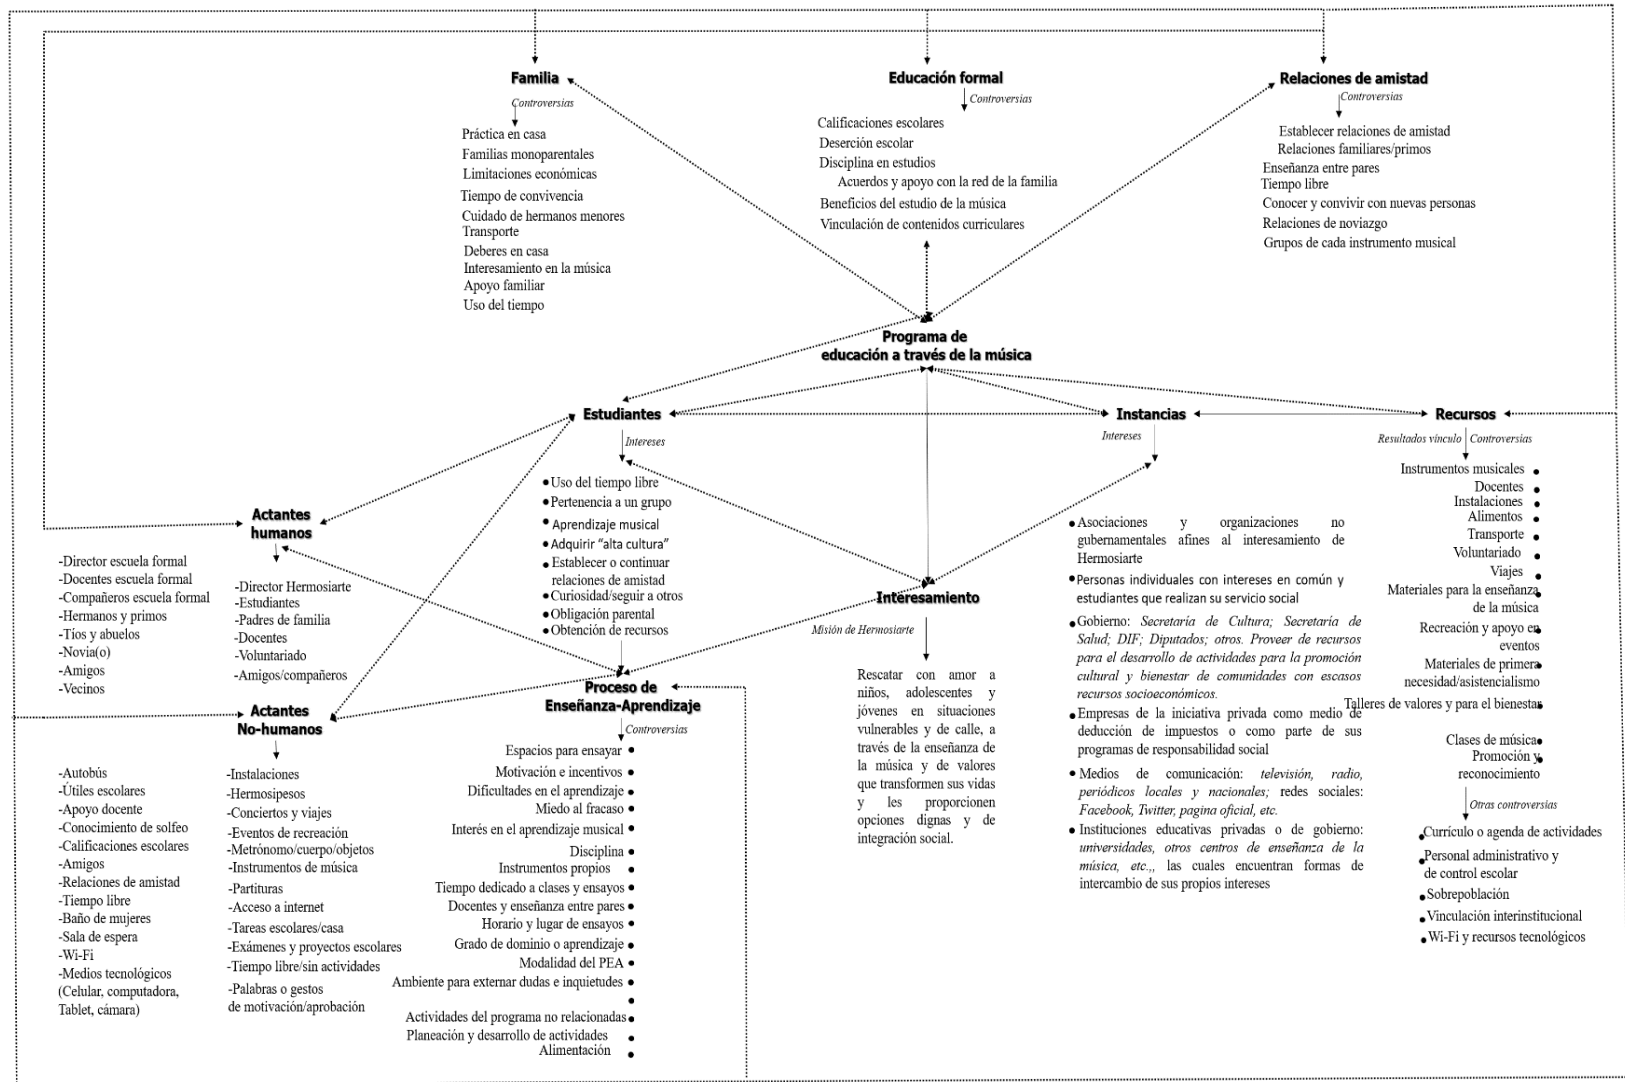 Familia
Controversias
Práctica en casa
Familias monoparentales
Limitaciones económicas
Tiempo de convivencia
Cuidado de hermanos menores
Transporte
Deberes en casa
Interesamiento en la música
Apoyo familiar
Uso del tiempo
Educación formal
Controversias
Calificaciones escolares
Deserción escolar
Disciplina en estudios
Acuerdos y apoyo con la red de la familia
Beneficios del estudio de la música
Vinculación de contenidos curriculares
Relaciones de amistad
Controversias
Establecer relaciones de amistad
Relaciones familiares/primos
Enseñanza entre pares
Tiempo libre
Conocer y convivir con nuevas personas
Relaciones de noviazgo
Grupos de cada instrumento musical
Programa de
educación a través de la música
Estudiantes
Intereses
• Uso del tiempo libre
• Pertenencia a un grupo
• Aprendizaje musical
• Adquirir “alta cultura”
• Establecer o continuar
relaciones de amistad
• Curiosidad/seguir a otros
• Obligación parental
• Obtención de recursos
Instancias
Intereses
• Asociaciones y organizaciones no
gubernamentales afines al interesamiento de
Hermosiarte
• Personas individuales con intereses en común y
estudiantes que realizan su servicio social
• Gobierno: Secretaría de Cultura; Secretaría de
Salud; DIF; Diputados; otros. Proveer de recursos
para el desarrollo de actividades para la promoción
cultural y bienestar de comunidades con escasos
recursos socioeconómicos.
• Empresas de la iniciativa privada como medio de
deducción de impuestos o como parte de sus
programas de responsabilidad social
• Medios de comunicación: televisión, radio,
periódicos locales y nacionales; redes sociales:
Facebook, Twitter, pagina oficial, etc.
• Instituciones educativas privadas o de gobierno:
universidades, otros centros de enseñanza de la
música, etc.,, las cuales encuentran formas de
intercambio de sus propios intereses
Recursos
Resultados vínculo
Controversias
Instrumentos musicales •
Docentes •
Instalaciones •
Alimentos •
Transporte •
Voluntariado •
Viajes •
Materiales para la enseñanza •
de la música
Recreación y apoyo en •
eventos
Materiales de primera •
necesidad/asistencialismo
Talleres de valores y para el bienestar •
Clases de música •
Promoción y •
reconocimiento
Otras controversias
• Currículo o agenda de actividades
• Personal administrativo y
de control escolar
• Sobrepoblación
• Vinculación interinstitucional
• Wi-Fi y recursos tecnológicos
Actantes
humanos
-Director escuela formal
-Docentes escuela formal
-Compañeros escuela formal
-Hermanos y primos
-Tíos y abuelos
-Novia(o)
-Amigos
-Vecinos
-Director Hermosiarte
-Estudiantes
-Padres de familia
-Docentes
-Voluntariado
-Amigos/compañeros
Interesamiento
Misión de Hermosiarte
Rescatar con amor a
niños, adolescentes y
jóvenes en situaciones
vulnerables y de calle, a
través de la enseñanza de
la música y de valores
que transformen sus vidas
y les proporcionen
opciones dignas y de
integración social.
Actantes
No-humanos
-Autobús
-Útiles escolares
-Apoyo docente
-Conocimiento de solfeo
-Calificaciones escolares
-Amigos
-Relaciones de amistad
-Tiempo libre
-Baño de mujeres
-Sala de espera
-Wi-Fi
-Medios tecnológicos
(Celular, computadora,
Tablet, cámara)
-Instalaciones
-Hermosipesos
-Conciertos y viajes
-Eventos de recreación
-Metrónomo/cuerpo/objetos
-Instrumentos de música
-Partituras
-Acceso a internet
-Tareas escolares/casa
-Exámenes y proyectos escolares
-Tiempo libre/sin actividades
-Palabras o gestos
de motivación/aprobación
Proceso de
Enseñanza-Aprendizaje
Controversias
Espacios para ensayar •
Motivación e incentivos •
Dificultades en el aprendizaje •
Miedo al fracaso •
Interés en el aprendizaje musical •
Disciplina •
Instrumentos propios •
Tiempo dedicado a clases y ensayos •
Docentes y enseñanza entre pares •
Horario y lugar de ensayos •
Grado de dominio o aprendizaje •
Modalidad del PEA •
Ambiente para externar dudas e inquietudes •
•
Actividades del programa no relacionadas •
Planeación y desarrollo de actividades •
Alimentación •